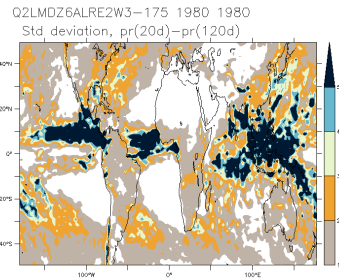 Q2LMDZ6ALRE2W3-175 1980 1980
Std deviation, pr(20d)-pr(120d)
40°N
20°N
0°
20°S
40°S
100°W 0° 100°E
5
4
3
2
1